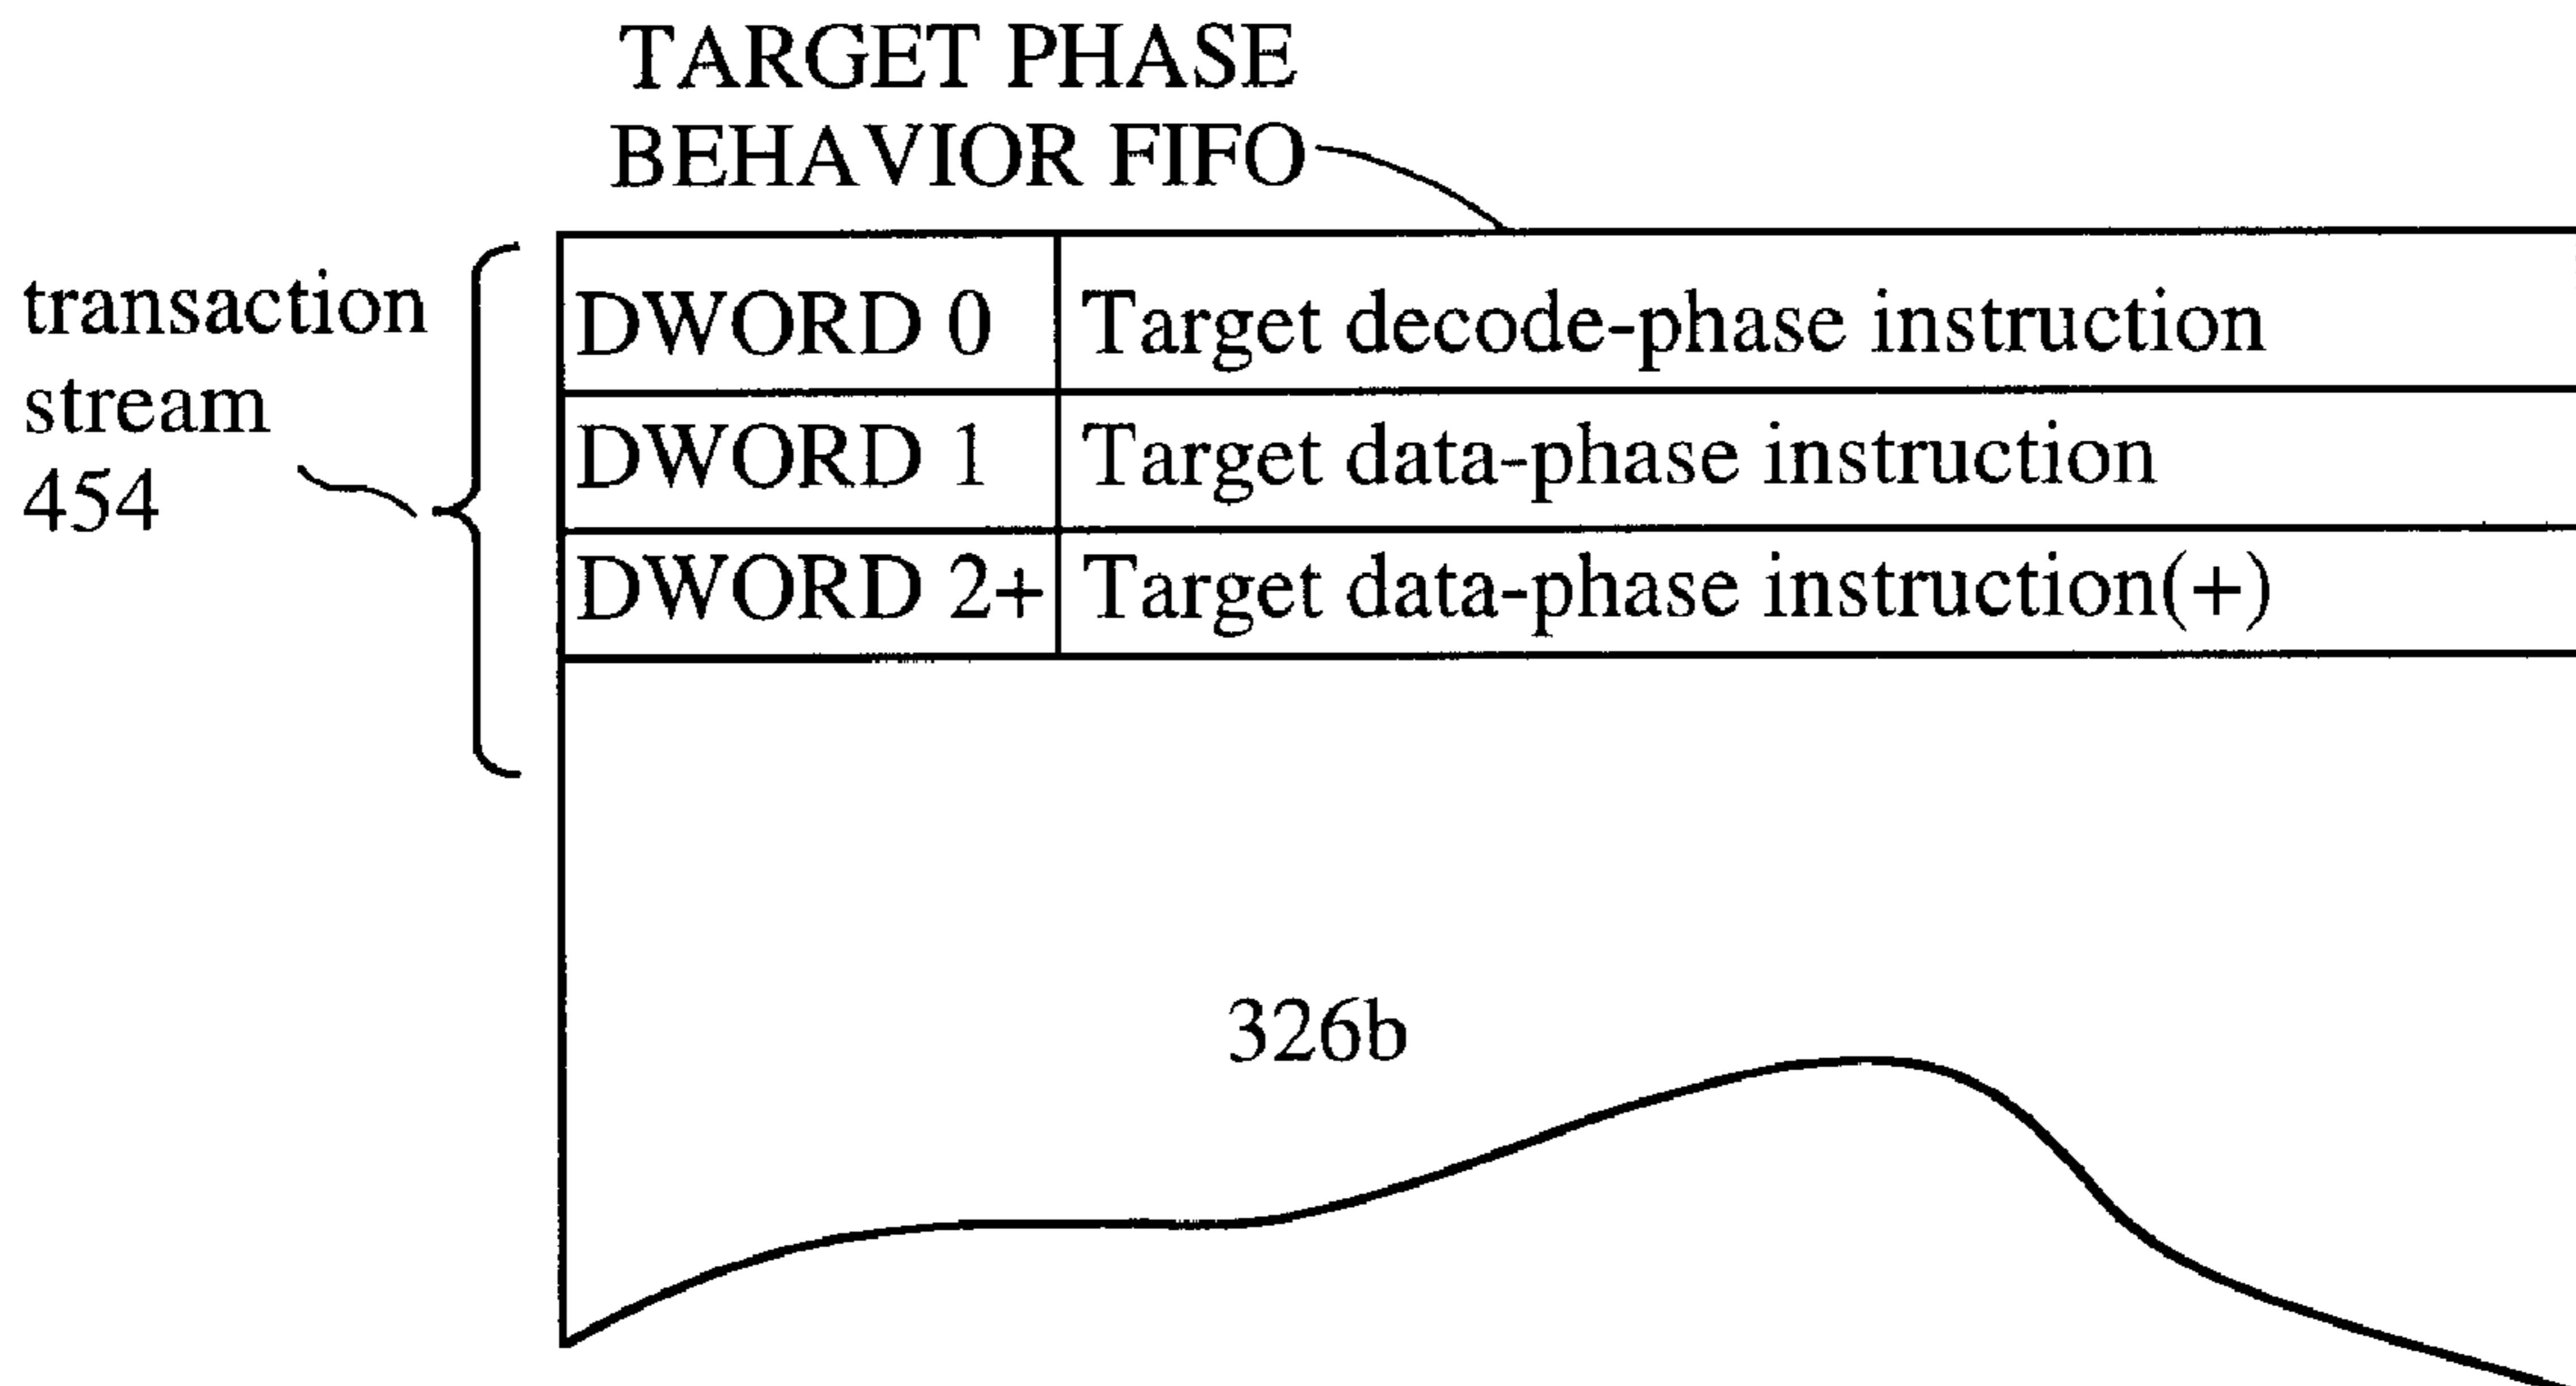 TARGET PHASE
BEHAVIOR FIFO
transaction
stream
454
DWORD 0 Target decode-phase instruction
DWORD 1 Target data-phase instruction
DWORD 2+ Target data-phase instruction(+)
326b